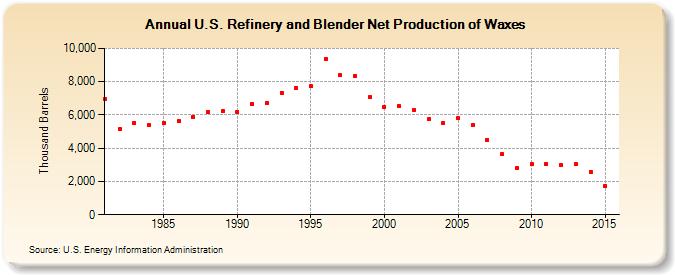 Annual U.S. Refinery and Blender Net Production of Waxes
Thousand Barrels
10,000
8,000
6,000
4,000
2,000
0
1985 1990 1995 2000 2005 2010 2015
Source: U.S. Energy Information Administration